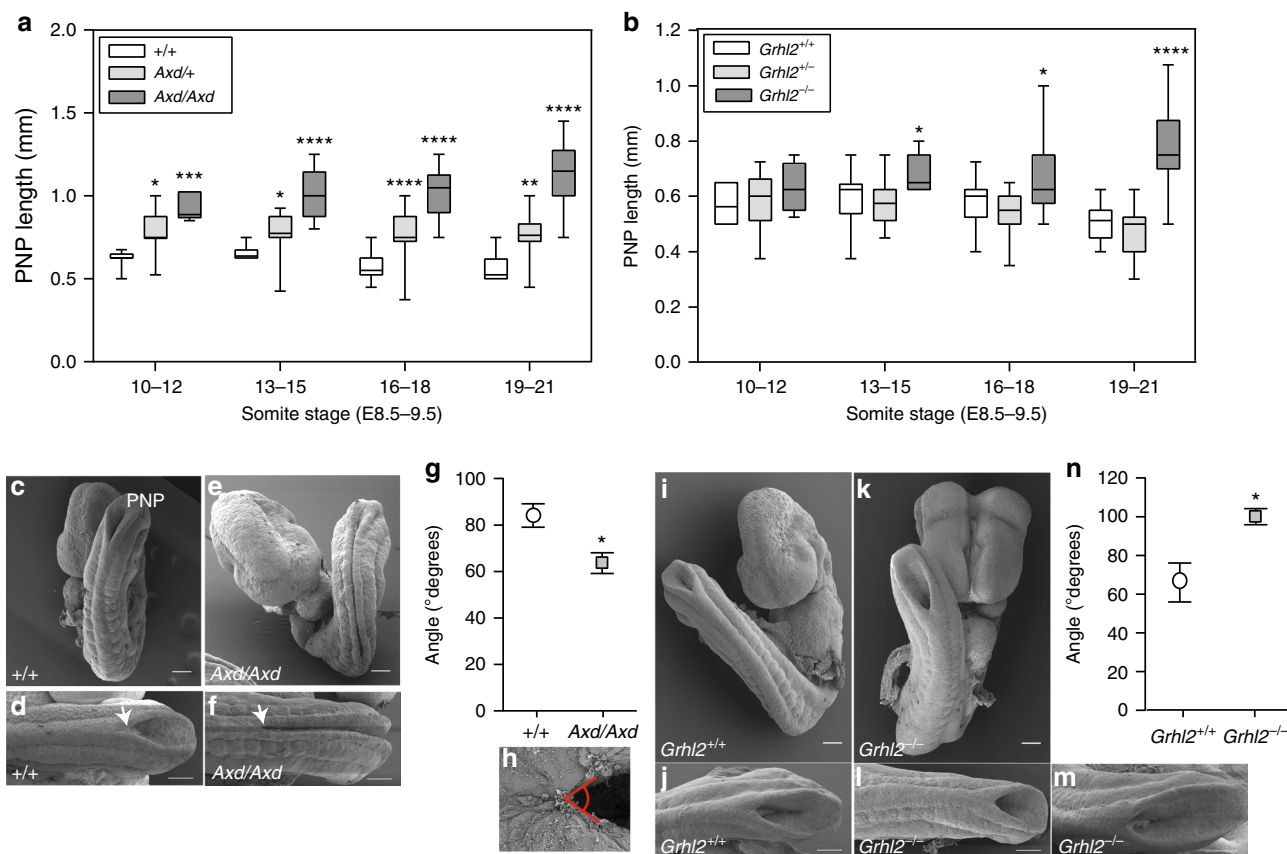 a
2.0
1.5
1.0
0.5
0.0
PNP length (mm)
+/+
Axd/+
Axd/Axd
* ***
* ****
**** ****
** ****
10–12 13–15 16–18 19–21
Somite stage (E8.5–9.5)
b
1.2
1.0
0.8
0.6
0.4
0.2
0.0
PNP length (mm)
Grhl2+/+
Grhl2+/–
Grhl2–/–
*
*
****
10–12 13–15 16–18 19–21
Somite stage (E8.5–9.5)
c
PNP
+/+
d
+/+
e
Axd/Axd
f
Axd/Axd
g
100
80
60
40
20
0
Angle (°degrees)
*
+/+ Axd/Axd
h
i
Grhl2+/+
j
Grhl2+/+
k
Grhl2–/–
l
Grhl2–/–
m
Grhl2–/–
n
120
100
80
60
40
20
0
Angle (°degrees)
*
Grhl2+/+ Grhl2–/–